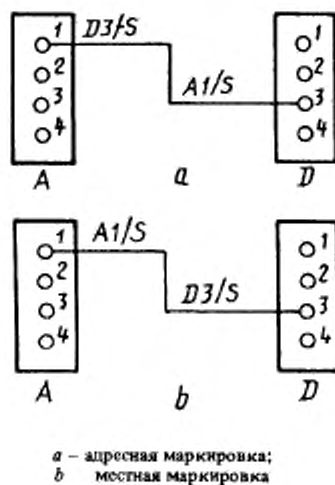 1 D3/S 1
2 2
3 A1/S 3
4 4
A a D
1 A1/S 1
2 2
3 D3/S 3
4 4
A b D
a – адресная маркировка;
b местная маркировка